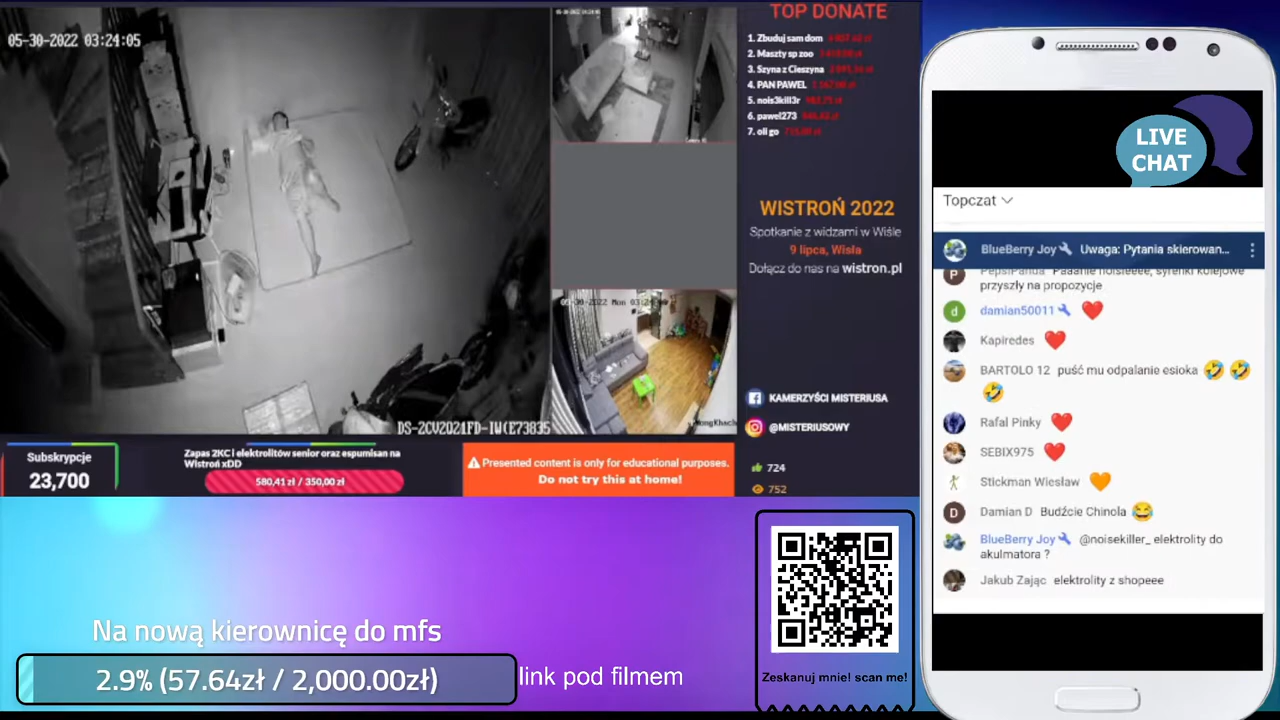 05-30-2022 03:24:05
DS-2CV2021FD-IW(E73835
TOP DONATE
1. Zbuduj sam dom
2. Maszty sp zoo
3. Szyna z Cieszyna
4. PAN PAWEL
5. nois3kill3r
6. pawel273
7. oli go
WISTROŃ 2022
Spotkanie z widzami w Wiśle
9 lipca, Wisła
Dołącz do nas na wistron.pl
KAMERZYŚCI MISTERIUSA
@MISTERIUSOWY
724
752
Subskrypcje
23,700
Zapas 2KC i elektrolitów senior oraz espumisan na
Wistroń xDD
580,41 zł / 350,00 zł
Presented content is only for educational purposes.
Do not try this at home!
Na nową kierownicę do mfs
2.9% (57.64zł / 2,000.00zł)
link pod filmem
Zeskanuj mnie! scan me!
LIVE
CHAT
Topczat
BlueBerry Joy Uwaga: Pytania skierowan...
przyszły na propozycje
damian50011
Kapiredes
BARTOLO 12 puść mu odpalanie esioka
Rafal Pinky
SEBIX975
Stickman Wiesław
Damian D Budźcie Chinola
BlueBerry Joy @noisekiller_ elektrolity do
akulmatora ?
Jakub Zając elektrolity z shopeee